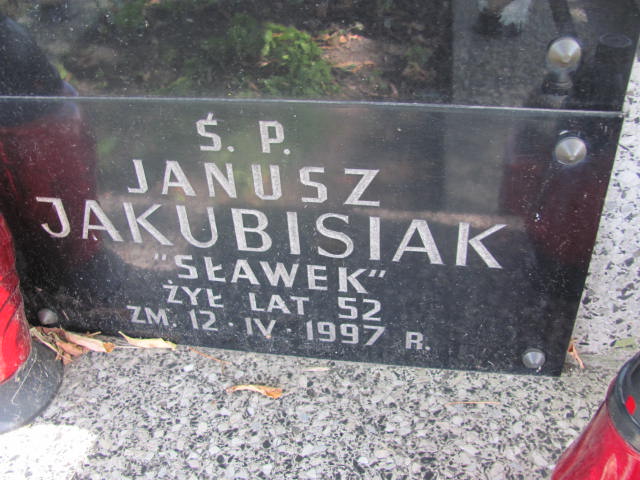 Ś. P.
JANUSZ
JAKUBISIAK
"SŁAWEK"
ŻYŁ LAT 52
ZM. 12 · IV · 1997 R.